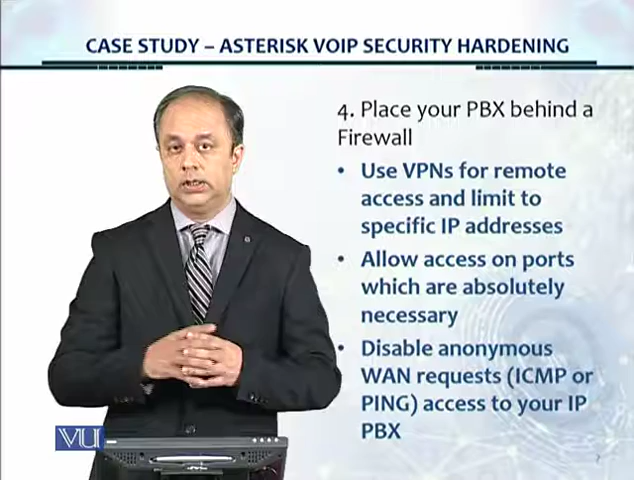 CASE STUDY – ASTERISK VOIP SECURITY HARDENING
4. Place your PBX behind a
Firewall
• Use VPNs for remote
access and limit to
specific IP addresses
• Allow access on ports
which are absolutely
necessary
• Disable anonymous
WAN requests (ICMP or
PING) access to your IP
PBX
VU
7